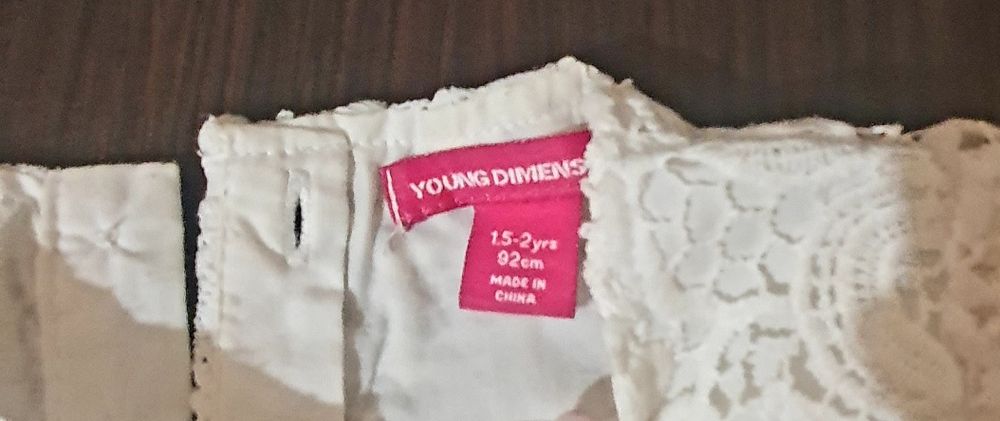 YOUNG DIMENS
1.5-2yrs
92cm
MADE IN
CHINA